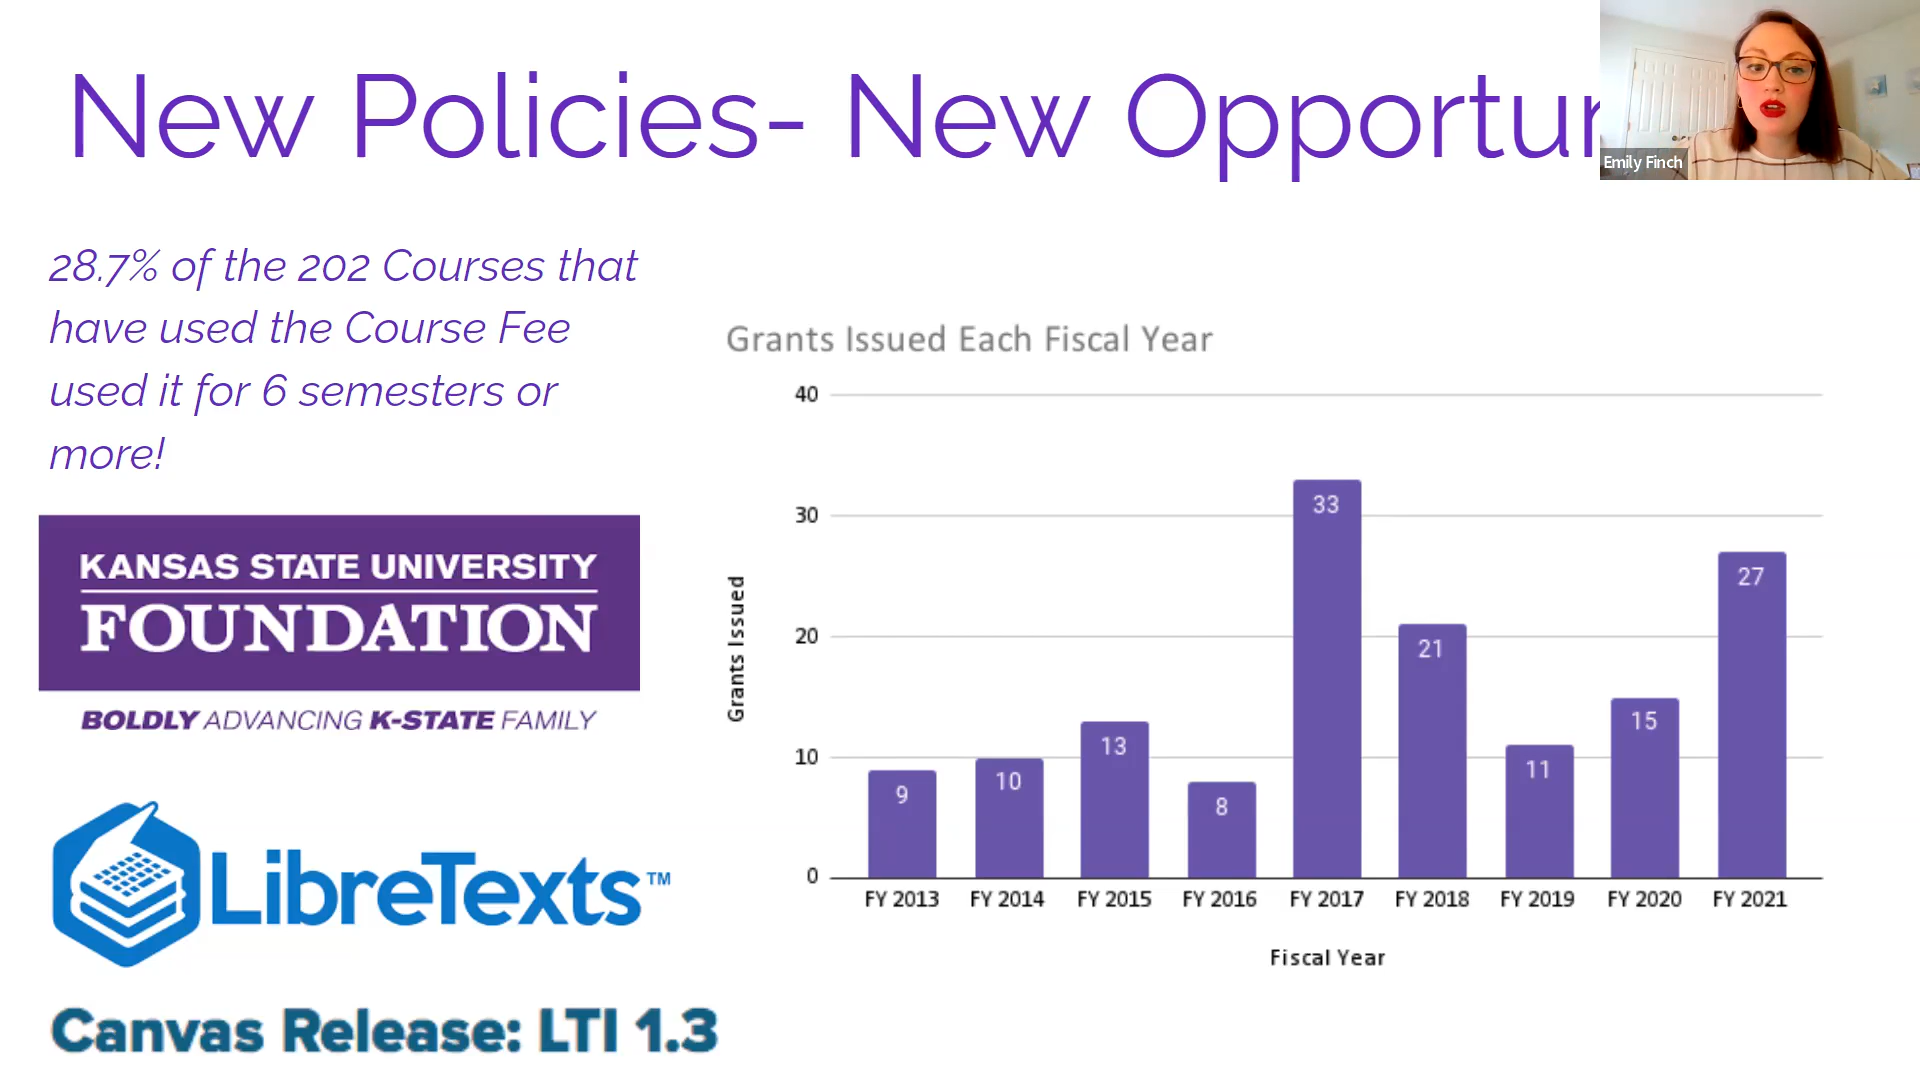 New Policies- New Opportur
Emily Finch
28.7% of the 202 Courses that
have used the Course Fee
used it for 6 semesters or
more!
KANSAS STATE UNIVERSITY
FOUNDATION
BOLDLY ADVANCING K-STATE FAMILY
LibreTexts™
Canvas Release: LTI 1.3
Grants Issued Each Fiscal Year
40
30
20
10
0
Grants Issued
9
10
13
8
33
21
11
15
27
FY 2013
FY 2014
FY 2015
FY 2016
FY 2017
FY 2018
FY 2019
FY 2020
FY 2021
Fiscal Year